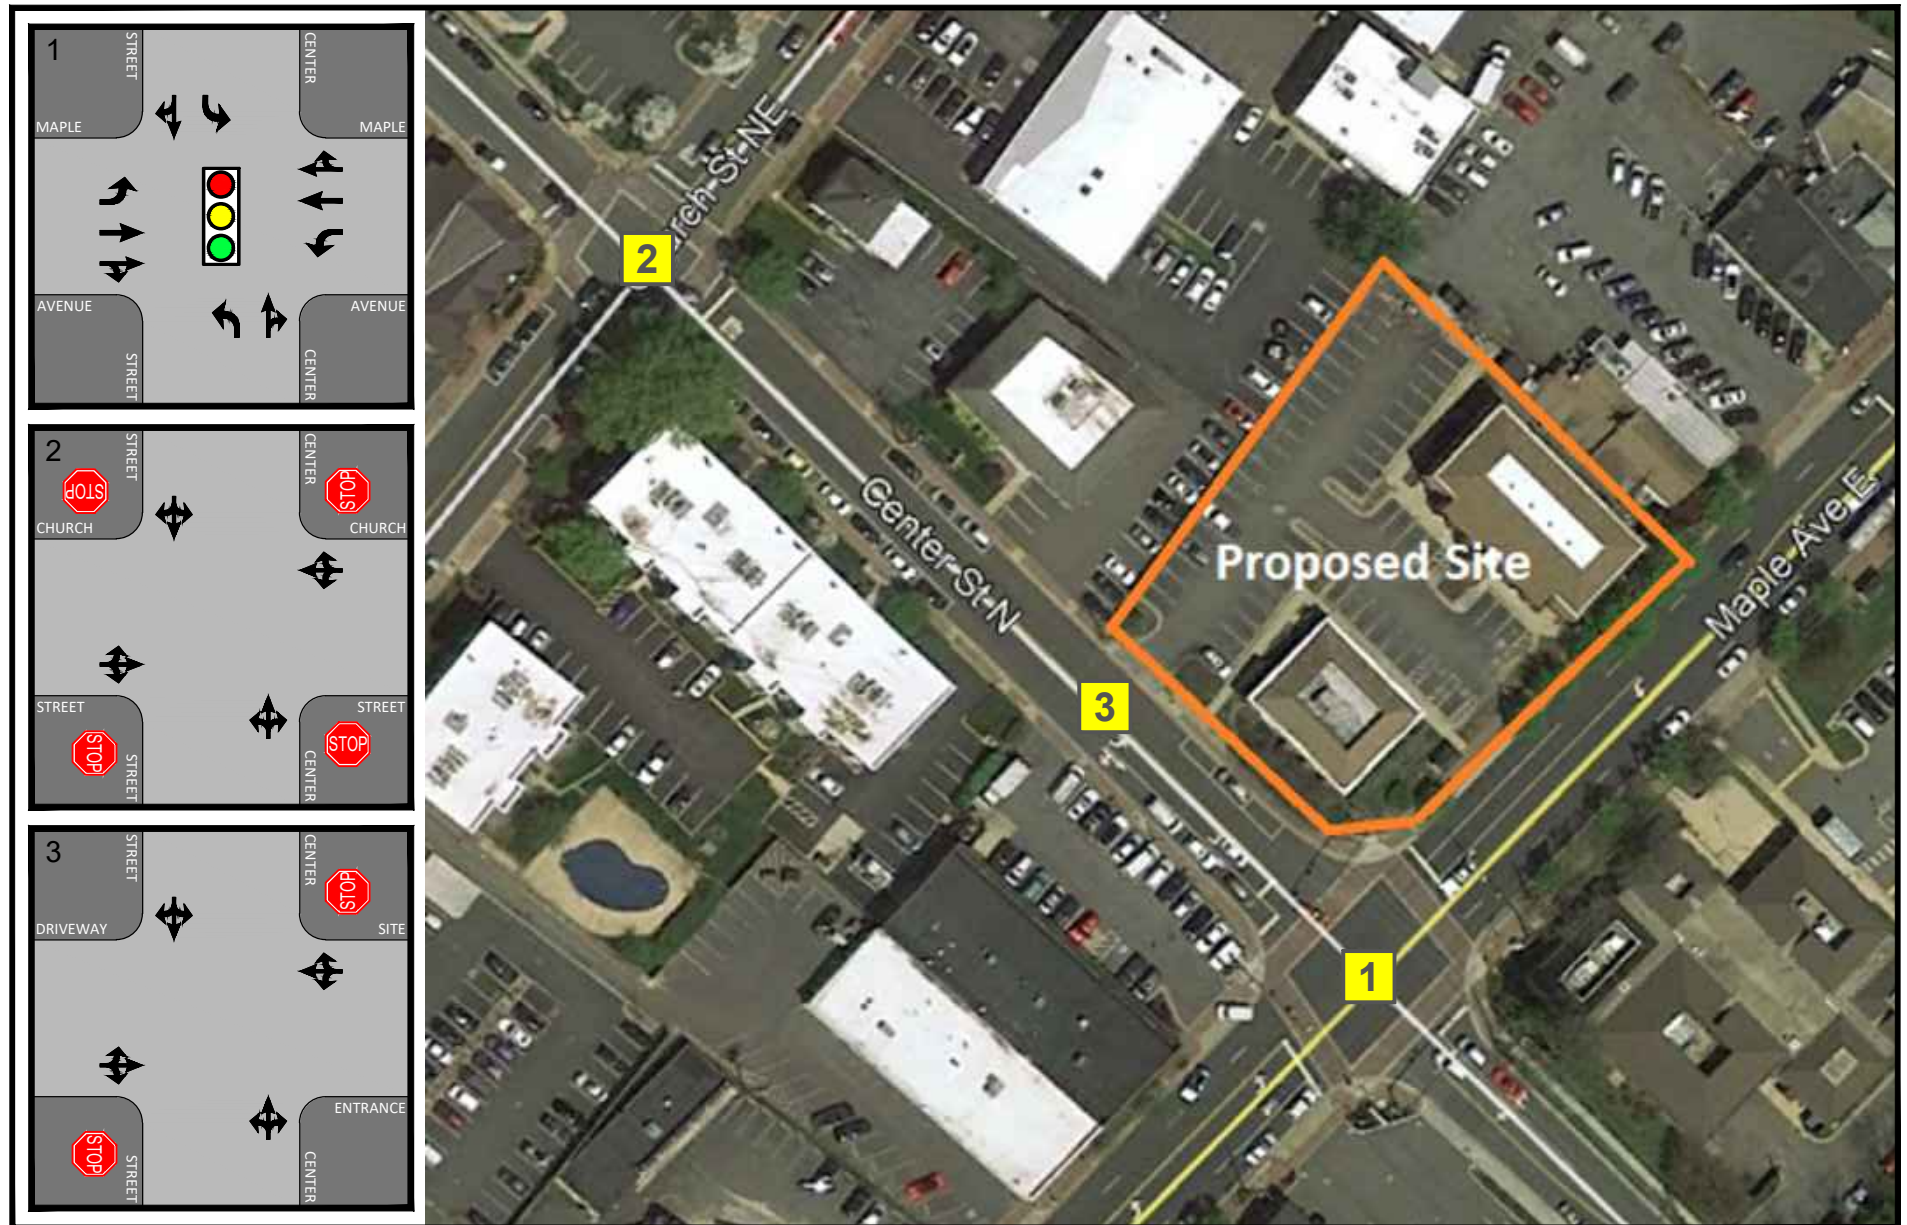 1
STREET
CENTER
MAPLE
MAPLE
AVENUE
AVENUE
STREET
CENTER
2
STREET
CENTER
STOP
STOP
CHURCH
CHURCH
STREET
STREET
STOP
STOP
STREET
CENTER
3
STREET
CENTER
STOP
DRIVEWAY
SITE
ENTRANCE
STOP
STREET
CENTER
rch St NE
2
Center St N
Proposed Site
Maple Ave E
3
1